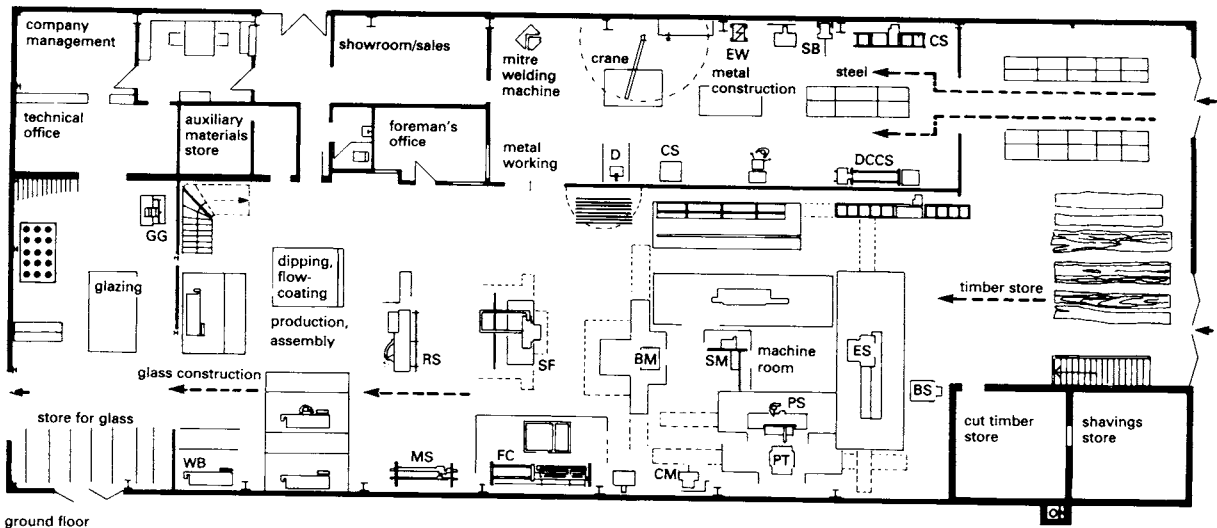 company
management
showroom/sales
mitre
welding
machine
crane
EW
SB
CS
metal
construction
steel
technical
office
auxiliary
materials
store
foreman's
office
metal
working
D
CS
DCCS
GG
glazing
dipping,
flow-
coating
production,
assembly
RS
SF
BM
SM
machine
room
ES
timber store
glass construction
BS
PS
store for glass
cut timber
store
shavings
store
WB
MS
FC
CM
PT
ground floor